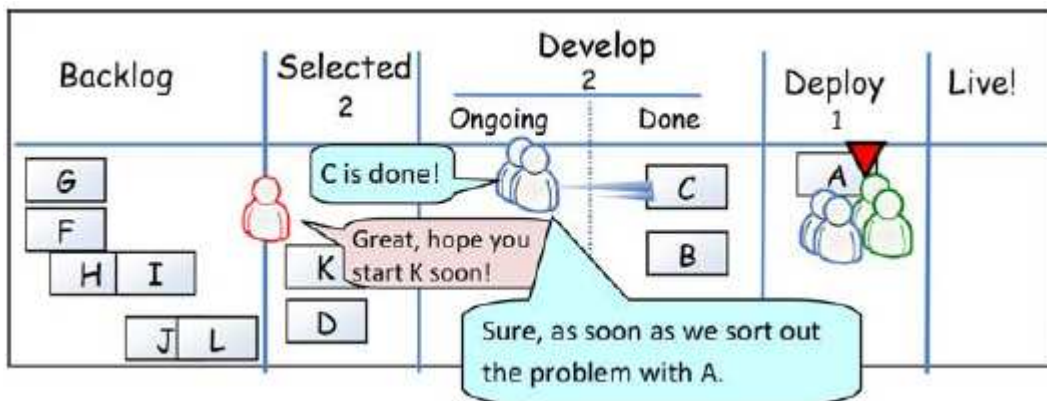 Backlog
Selected
2
Develop
2
Ongoing
Done
Deploy
1
Live!
G
F
H I
J L
C is done!
Great, hope you
start K soon!
K
D
C
B
A
Sure, as soon as we sort out
the problem with A.